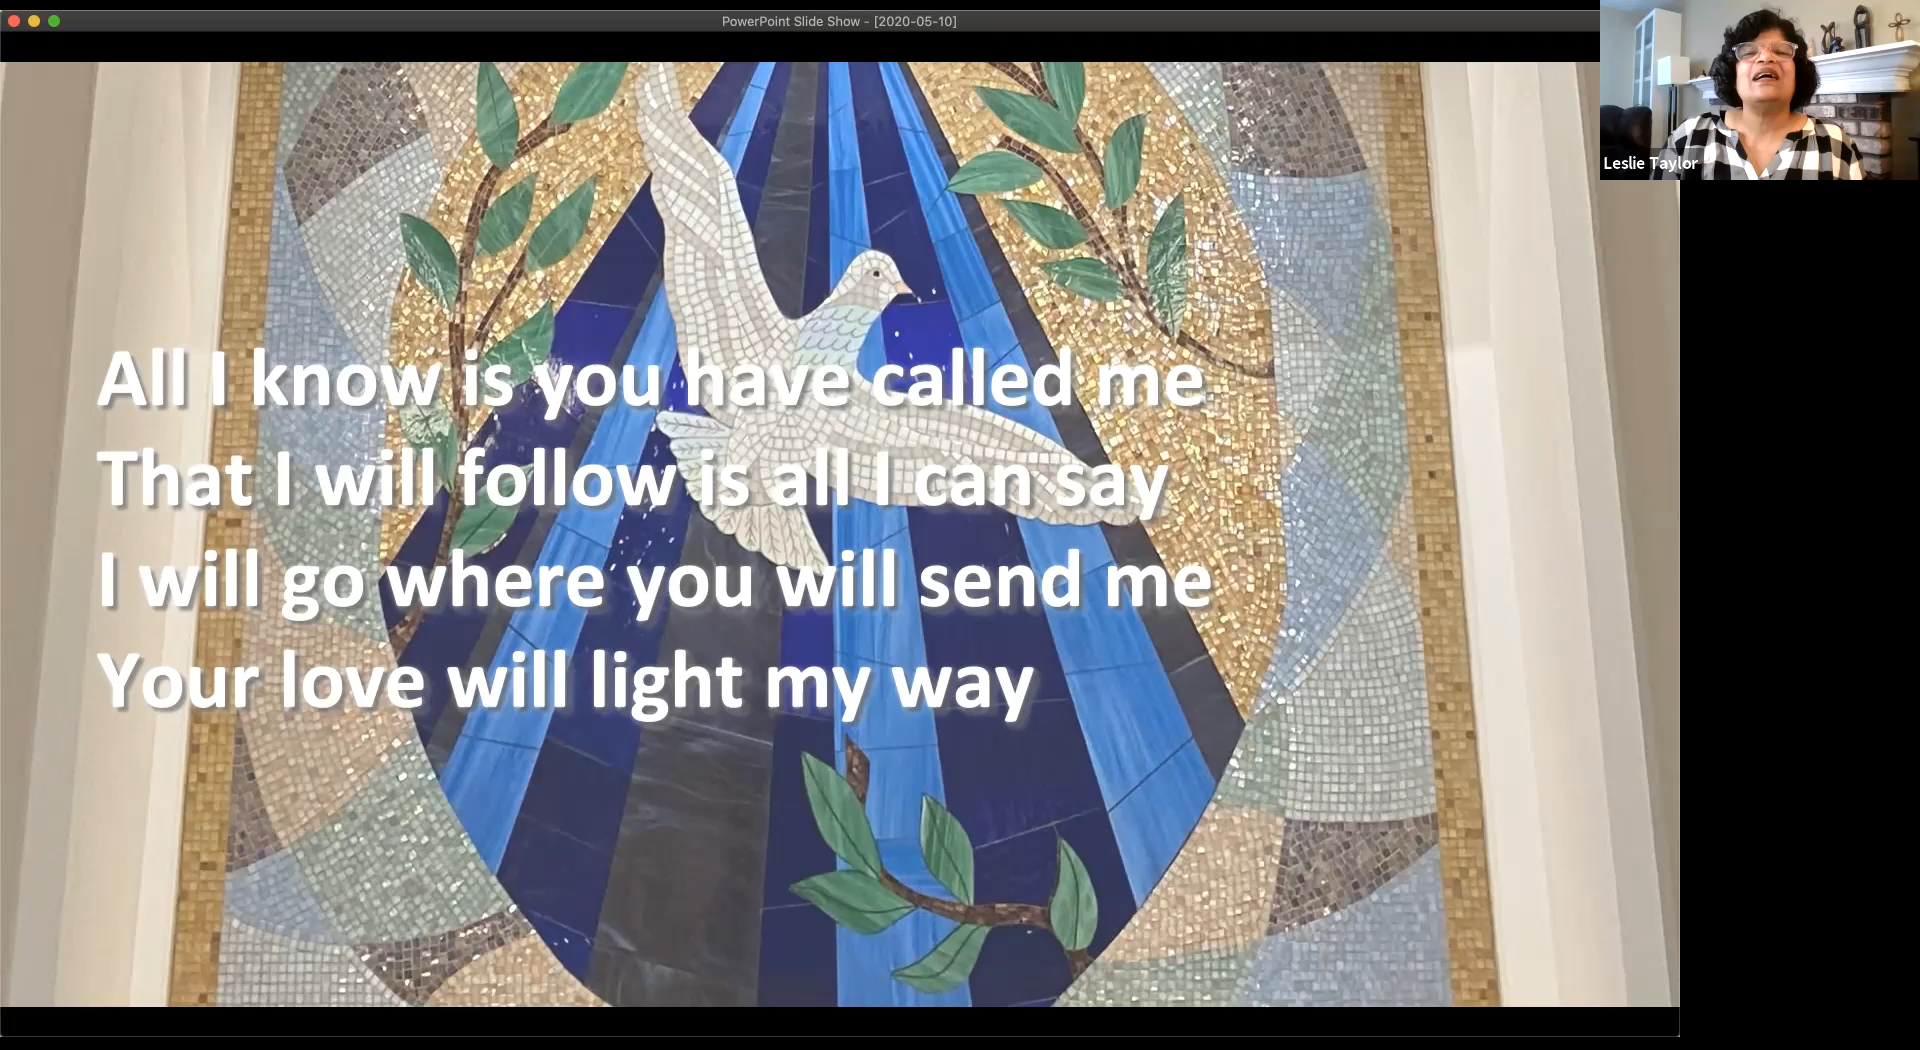 PowerPoint Slide Show - [2020-05-10]
Leslie Taylor
All I know is you have called me
That I will follow is all I can say
I will go where you will send me
Your love will light my way